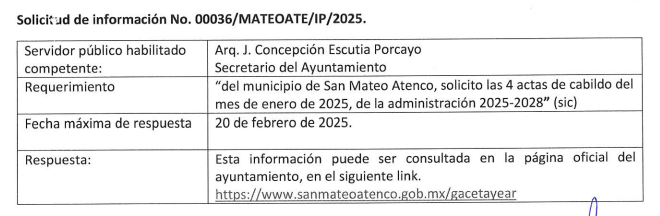 Solicitud de información No. 00036/MATEOATE/IP/2025.
Servidor público habilitado competente:
Arq. J. Concepción Escutia Porcayo
Secretario del Ayuntamiento
Requerimiento
"del municipio de San Mateo Atenco, solicito las 4 actas de cabildo del
mes de enero de 2025, de la administración 2025-2028" (sic)
Fecha máxima de respuesta
20 de febrero de 2025.
Respuesta:
Esta información puede ser consultada en la página oficial del
ayuntamiento, en el siguiente link.
https://www.sanmateoatenco.gob.mx/gacetayear